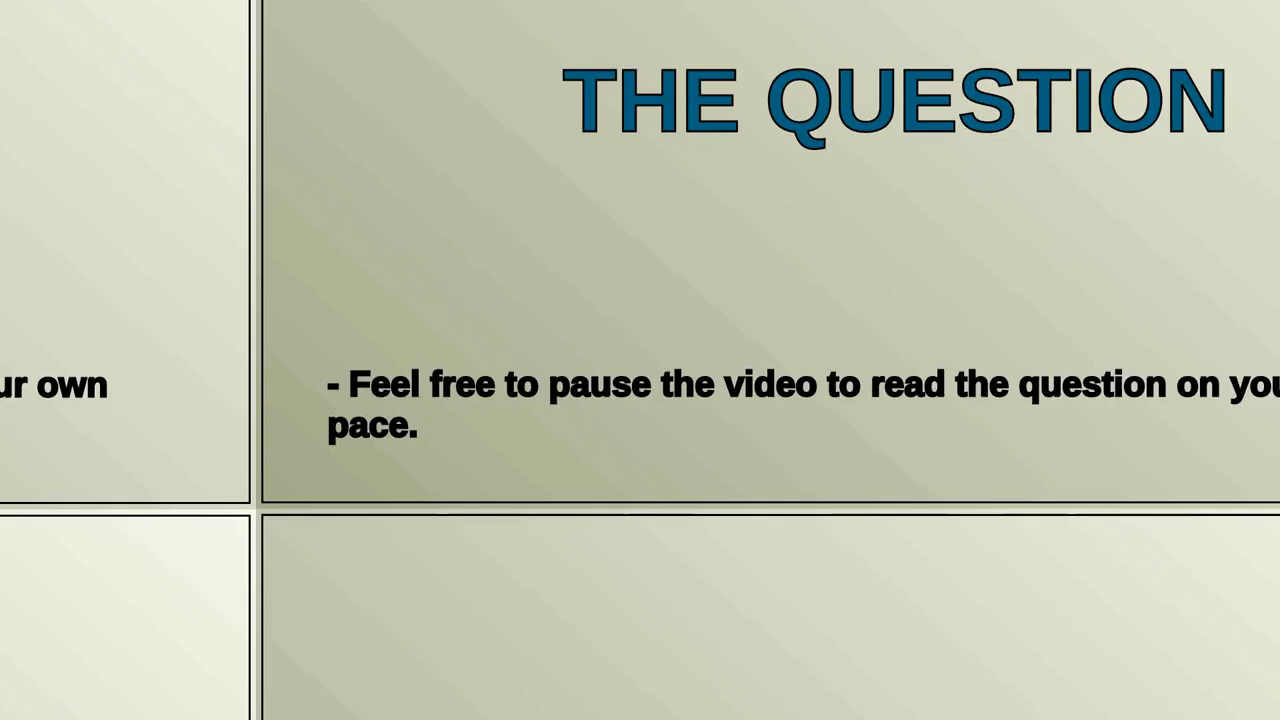 THE QUESTION
ur own
- Feel free to pause the video to read the question on you
pace.